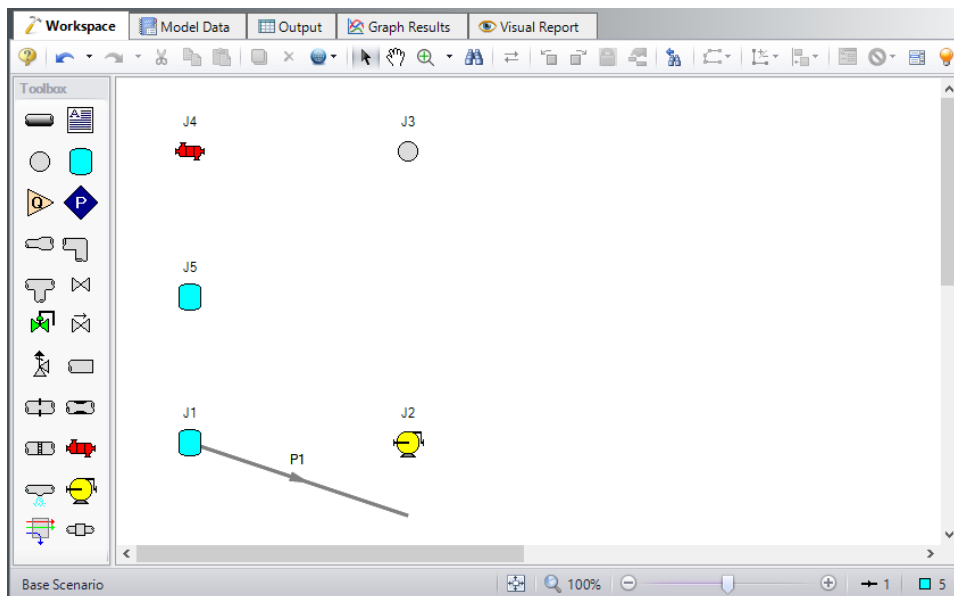 Workspace Model Data Output Graph Results Visual Report
Toolbox
A
Q P
J4 J3
J5
J1 J2
P1
Base Scenario 100% 1 5